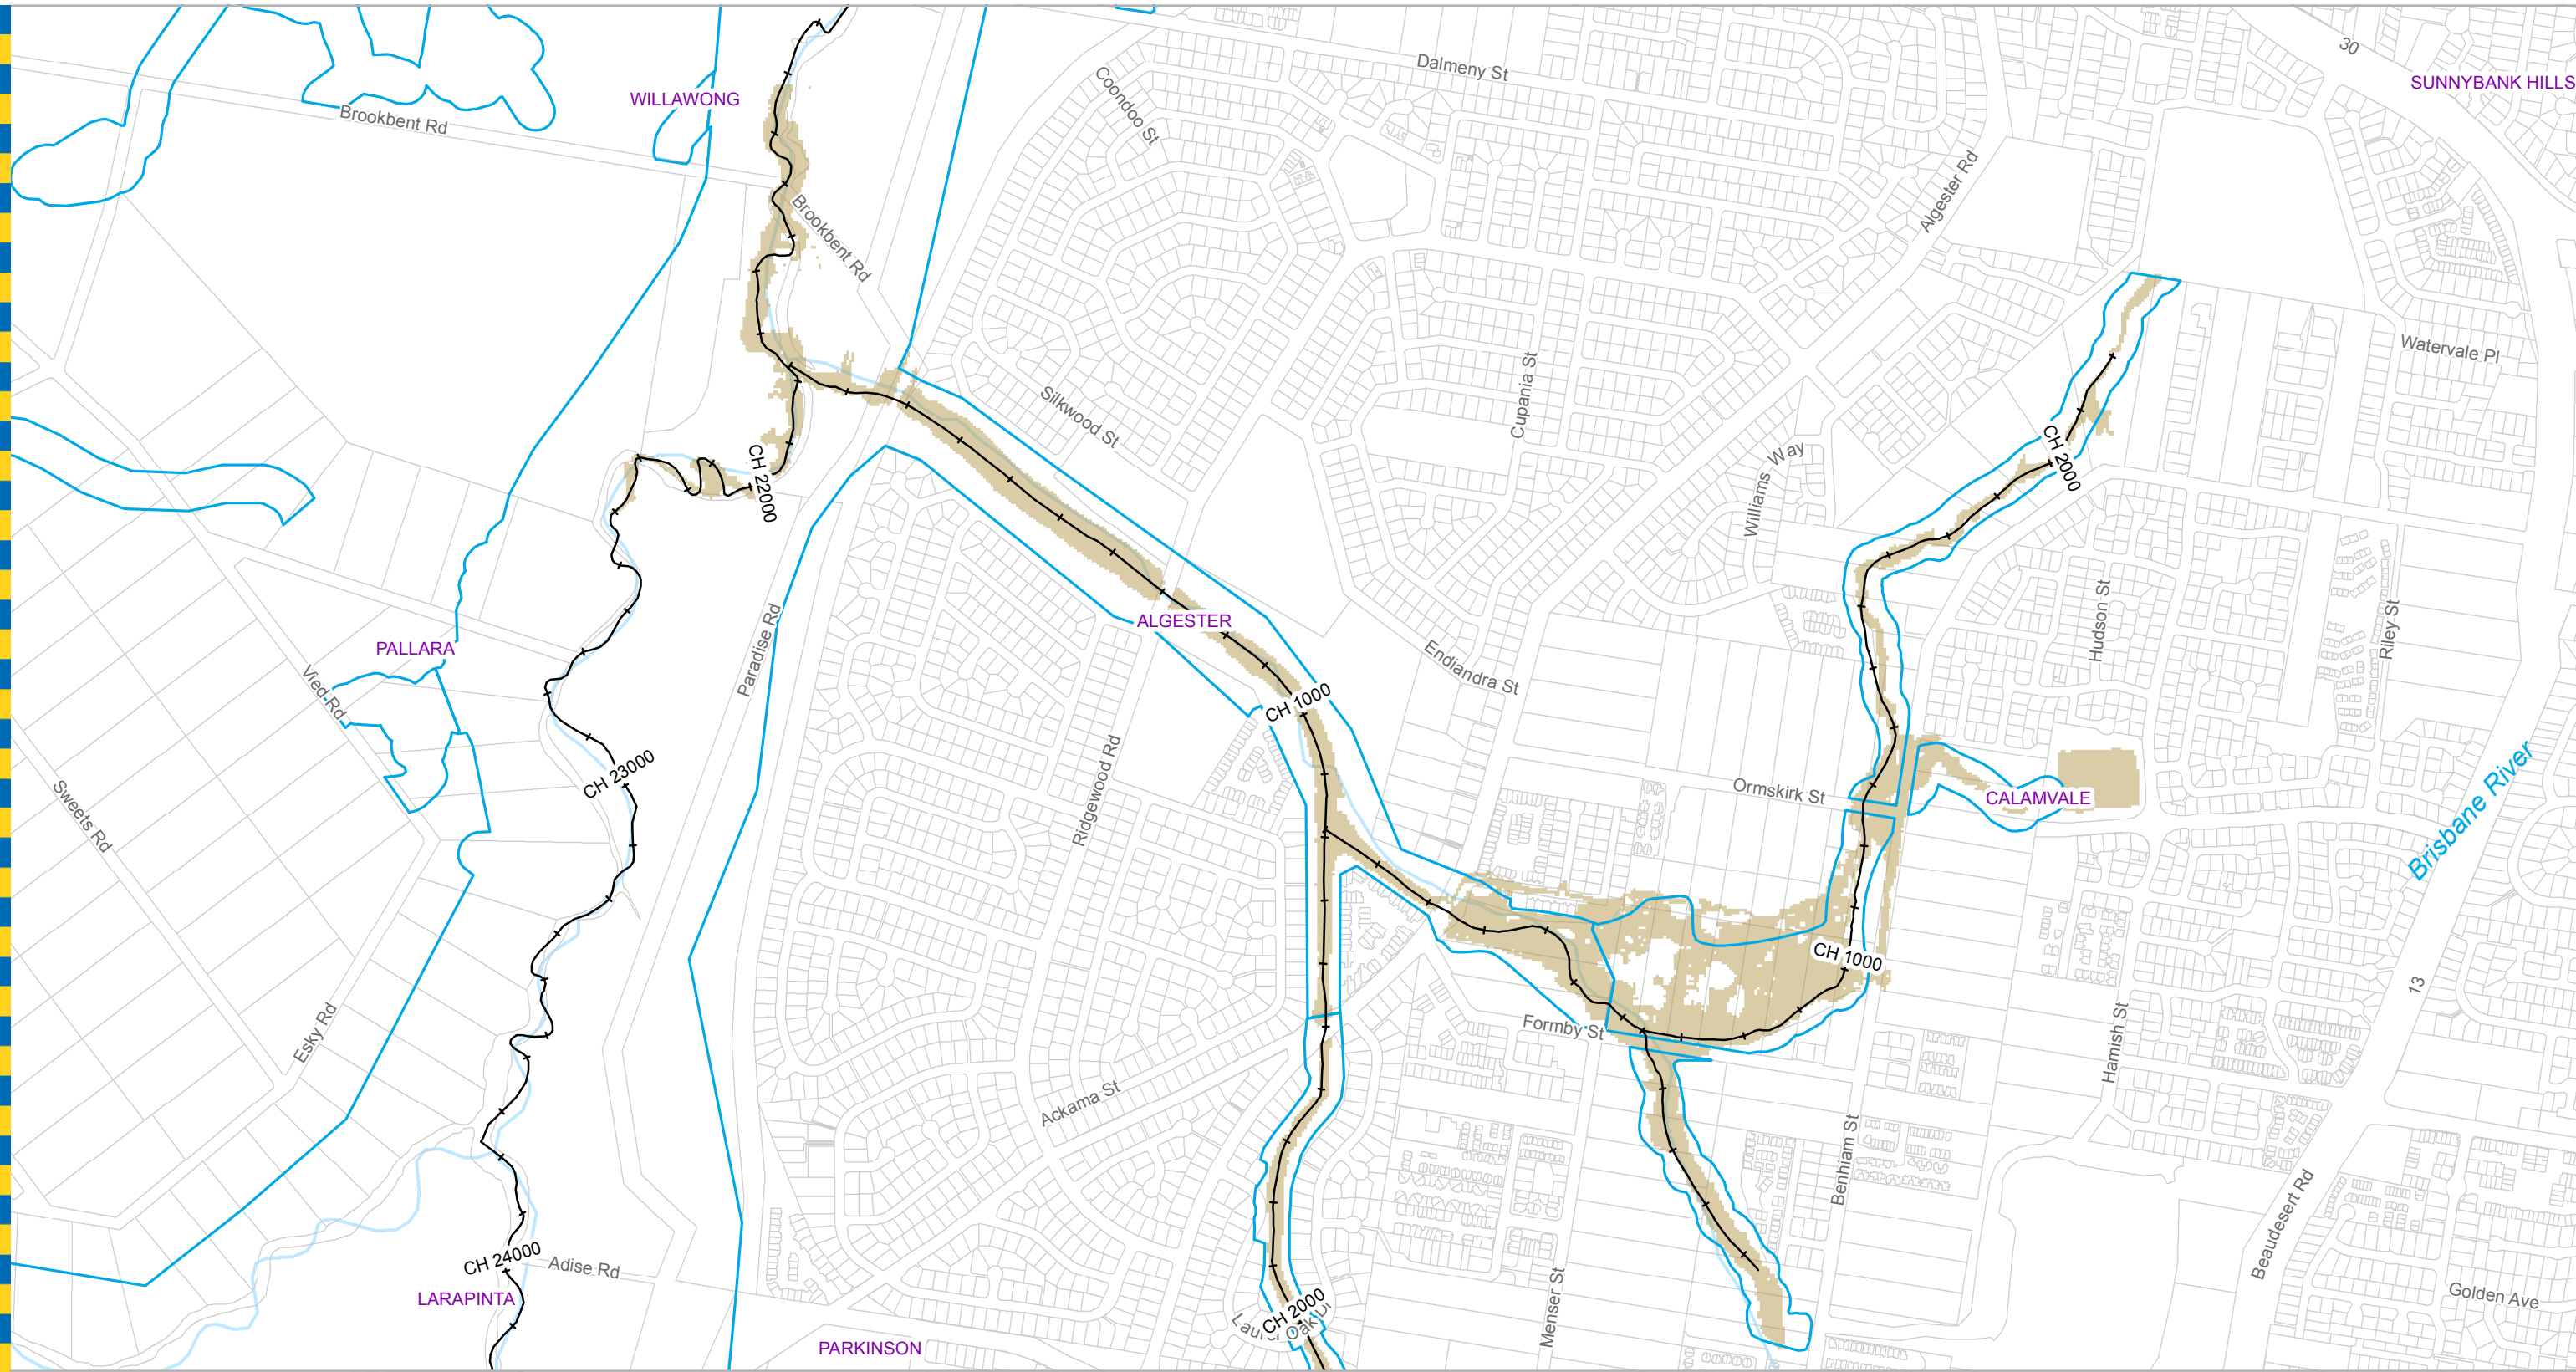 30
SUNNYBANK HILLS
Dalmeny St
WILLAWONG
Coondoo St
Brookbent Rd
Algester Rd
Brookbent Rd
Watervale Pl
Silkwood St
Cupania St
CH 22000
CH 2000
Williams Way
Hudson St
Riley St
ALGESTER
PALLARA
Paradise Rd
Endiandra St
Vied Rd
CH 1000
CH 23000
Ridgewood Rd
Ormskirk St
CALAMVALE
Brisbane River
Sweets Rd
CH 1000
13
Esky Rd
Formby St
Hamish St
Ackama St
Benhiam St
Beaudesert Rd
CH 24000
Adise Rd
LARAPINTA
Menser St
Golden Ave
CH 2000
Laurel Oak Dr
PARKINSON